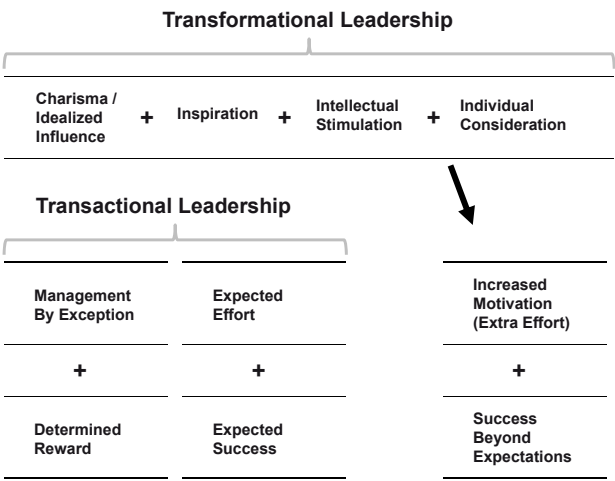 Transformational Leadership
Charisma /
Idealized
Influence
+
Inspiration
+
Intellectual
Stimulation
+
Individual
Consideration
Transactional Leadership
Management
By Exception
Expected
Effort
Increased
Motivation
(Extra Effort)
+
+
+
Determined
Reward
Expected
Success
Success
Beyond
Expectations